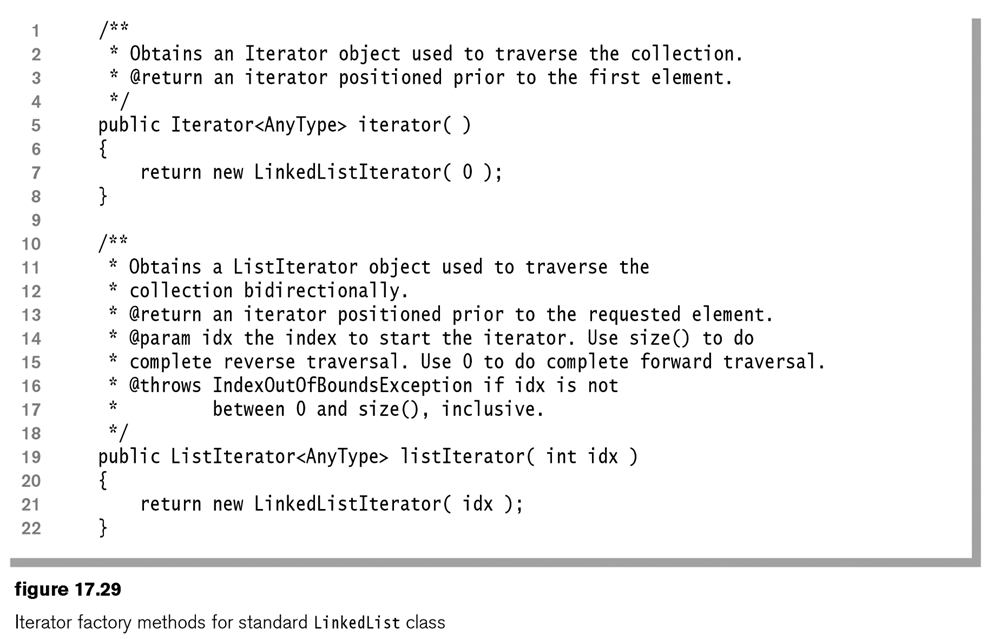 1 /**
2 * Obtains an Iterator object used to traverse the collection.
3 * @return an iterator positioned prior to the first element.
4 */
5 public Iterator<AnyType> iterator( )
6 {
7 return new LinkedListIterator( 0 );
8 }
9
10 /**
11 * Obtains a ListIterator object used to traverse the
12 * collection bidirectionally.
13 * @return an iterator positioned prior to the requested element.
14 * @param idx the index to start the iterator. Use size() to do
15 * complete reverse traversal. Use 0 to do complete forward traversal.
16 * @throws IndexOutOfBoundsException if idx is not
17 * between 0 and size(), inclusive.
18 */
19 public ListIterator<AnyType> listIterator( int idx )
20 {
21 return new LinkedListIterator( idx );
22 }
figure 17.29
Iterator factory methods for standard LinkedList class